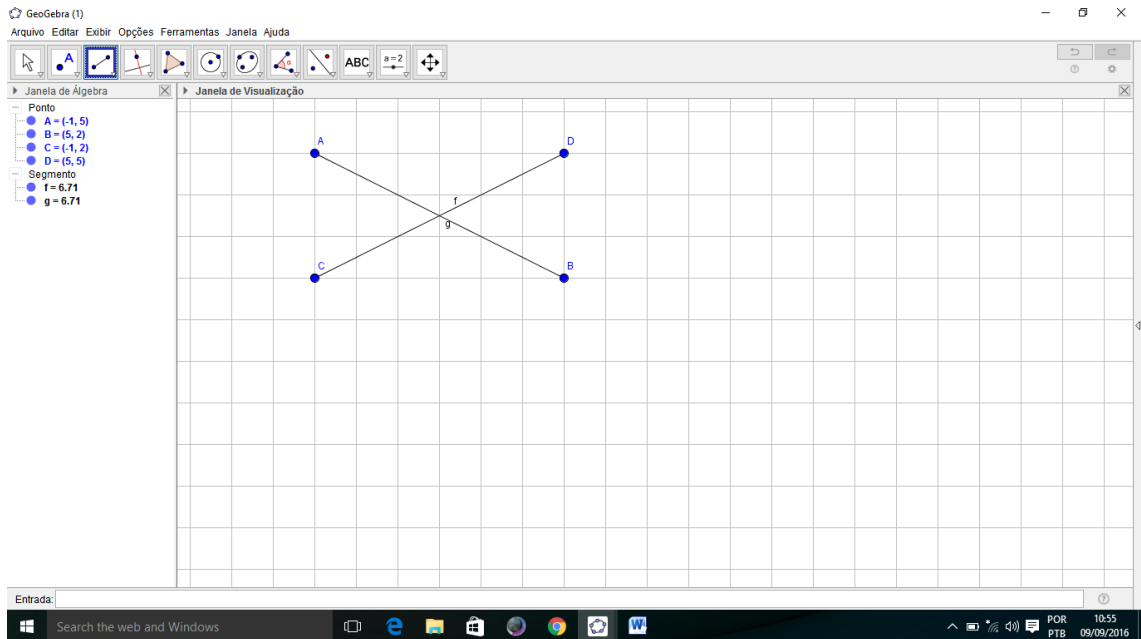 GeoGebra (1)
Arquivo Editar Exibir Opções Ferramentas Janela Ajuda
A
α
ABC
a = 2
Janela de Álgebra
Janela de Visualização
Ponto
A = (-1, 5)
B = (5, 2)
C = (-1, 2)
D = (5, 5)
Segmento
f = 6.71
g = 6.71
A
D
f
g
C
B
Entrada:
Search the web and Windows
POR
PTB
10:55
09/09/2016